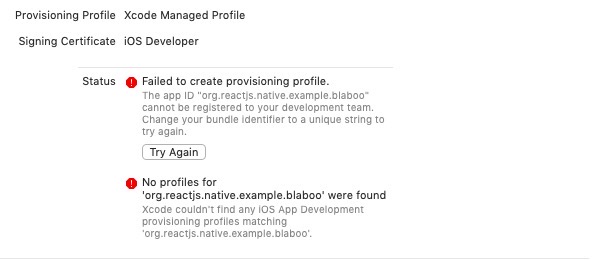 Provisioning Profile Xcode Managed Profile
Signing Certificate iOS Developer
Status Failed to create provisioning profile.
The app ID "org.reactjs.native.example.blaboo"
cannot be registered to your development team.
Change your bundle identifier to a unique string to
try again.
Try Again
No profiles for
'org.reactjs.native.example.blaboo' were found
Xcode couldn't find any iOS App Development
provisioning profiles matching
'org.reactjs.native.example.blaboo'.